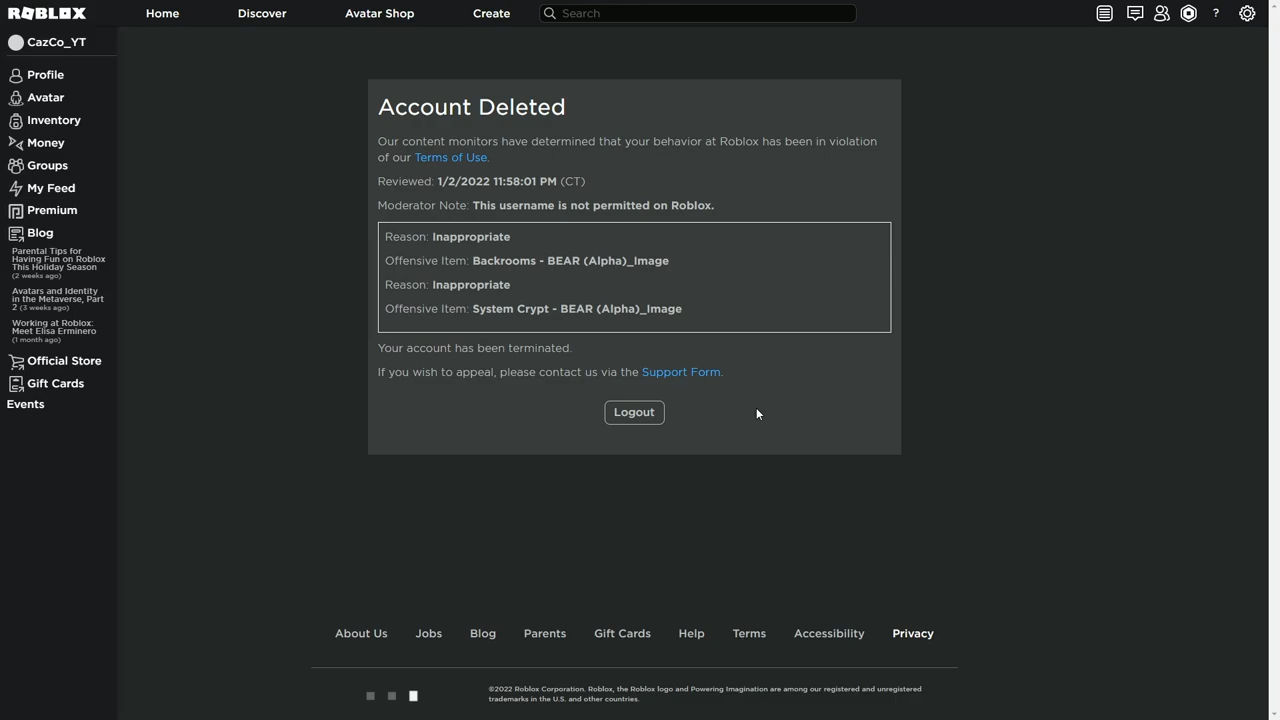 ROBLOX
Home
Discover
Avatar Shop
Create
Search
?
CazCo_YT
Profile
Avatar
Inventory
Money
Groups
My Feed
Premium
Blog
Parental Tips for
Having Fun on Roblox
This Holiday Season
(2 weeks ago)
Avatars and Identity
in the Metaverse, Part
2 (3 weeks ago)
Working at Roblox:
Meet Elisa Erminero
(1 month ago)
Official Store
Gift Cards
Events
Account Deleted
Our content monitors have determined that your behavior at Roblox has been in violation
of our Terms of Use.
Reviewed: 1/2/2022 11:58:01 PM (CT)
Moderator Note: This username is not permitted on Roblox.
Reason: Inappropriate
Offensive Item: Backrooms - BEAR (Alpha)_Image
Reason: Inappropriate
Offensive Item: System Crypt - BEAR (Alpha)_Image
Your account has been terminated.
If you wish to appeal, please contact us via the Support Form.
Logout
About Us
Jobs
Blog
Parents
Gift Cards
Help
Terms
Accessibility
Privacy
©2022 Roblox Corporation. Roblox, the Roblox logo and Powering Imagination are among our registered and unregistered
trademarks in the U.S. and other countries.